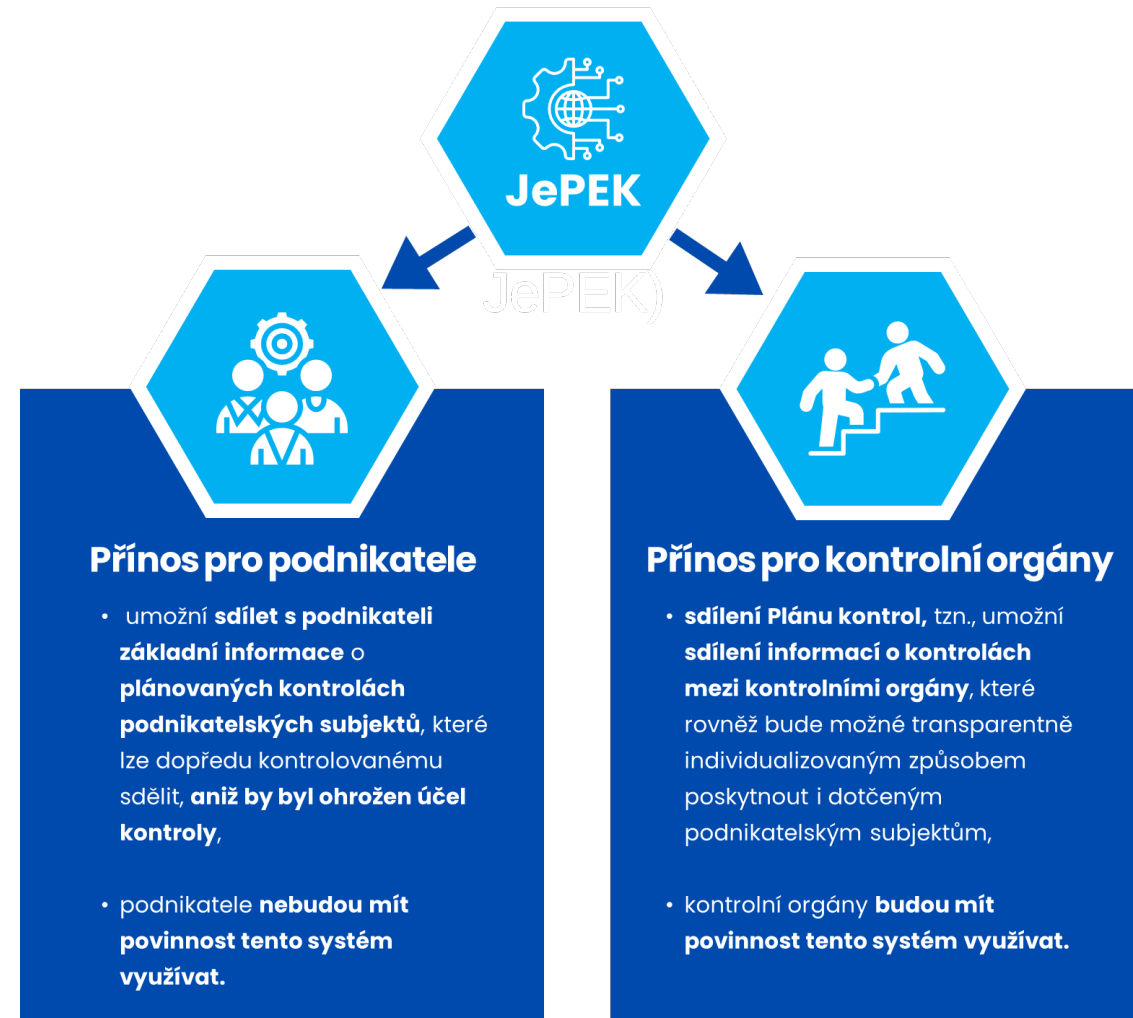 JePEK
JePEK)
Přínos pro podnikatele
• umožní sdílet s podnikateli
základní informace o
plánovaných kontrolách
podnikatelských subjektů, které
lze dopředu kontrolovanému
sdělit, aniž by byl ohrožen účel
kontroly,
• podnikatele nebudou mít
povinnost tento systém
využívat.
Přínos pro kontrolní orgány
• sdílení Plánu kontrol, tzn., umožní
sdílení informací o kontrolách
mezi kontrolními orgány, které
rovněž bude možné transparentně
individualizovaným způsobem
poskytnout i dotčeným
podnikatelským subjektům,
• kontrolní orgány budou mít
povinnost tento systém využívat.